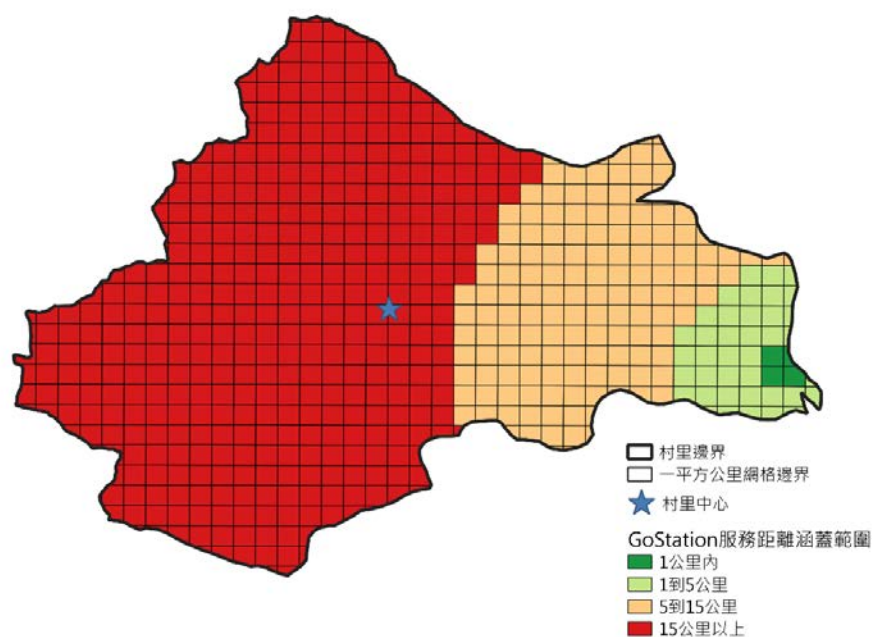 村里邊界
一平方公里網格邊界
村里中心
GoStation服務距離涵蓋範圍
1公里內
1到5公里
5到15公里
15公里以上